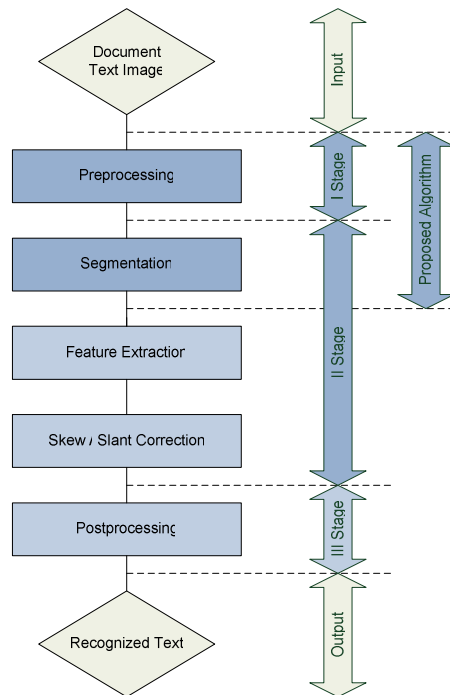 Document
Text Image
Input
Preprocessing
I Stage
Proposed Algorithm
Segmentation
Feature Extraction
II Stage
Skew / Slant Correction
Postprocessing
III Stage
Recognized Text
Output